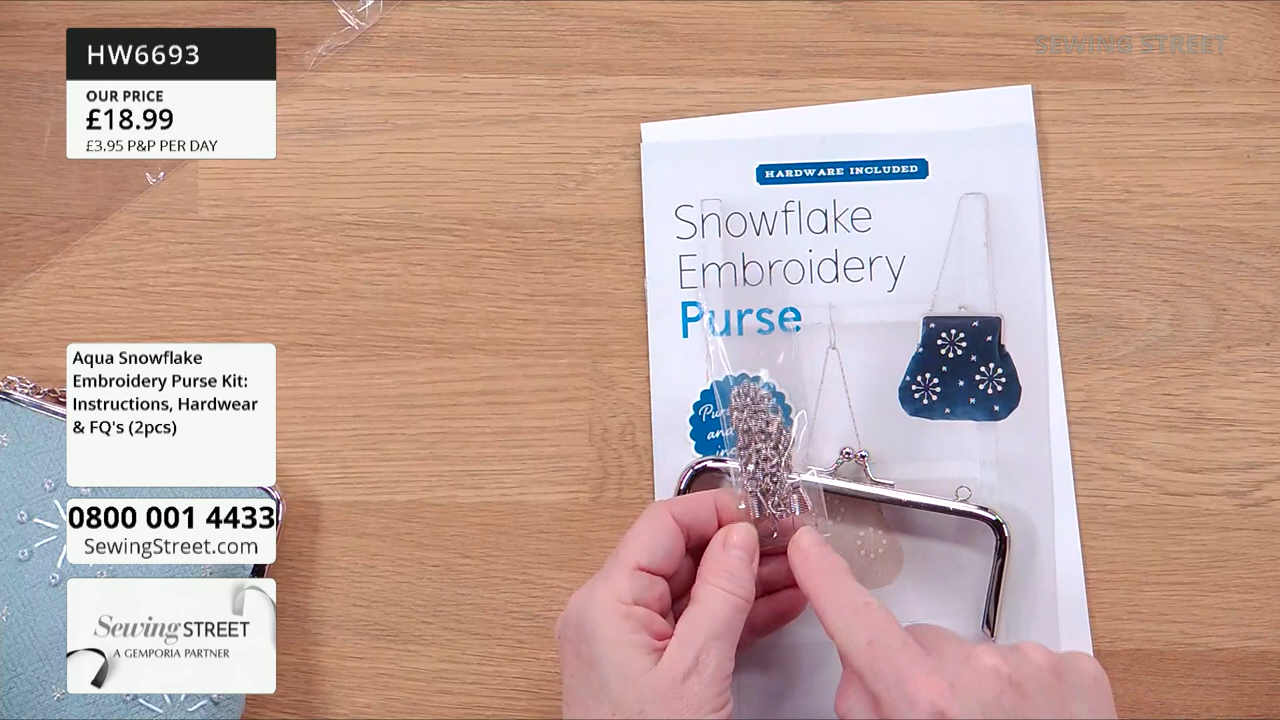 HW6693
OUR PRICE
£18.99
£3.95 P&P PER DAY
SEWING STREET
HARDWARE INCLUDED
Snowflake
Embroidery
Purse
Aqua Snowflake
Embroidery Purse Kit:
Instructions, Hardwear
& FQ's (2pcs)
0800 001 4433
SewingStreet.com
Sewing STREET
A GEMPORIA PARTNER